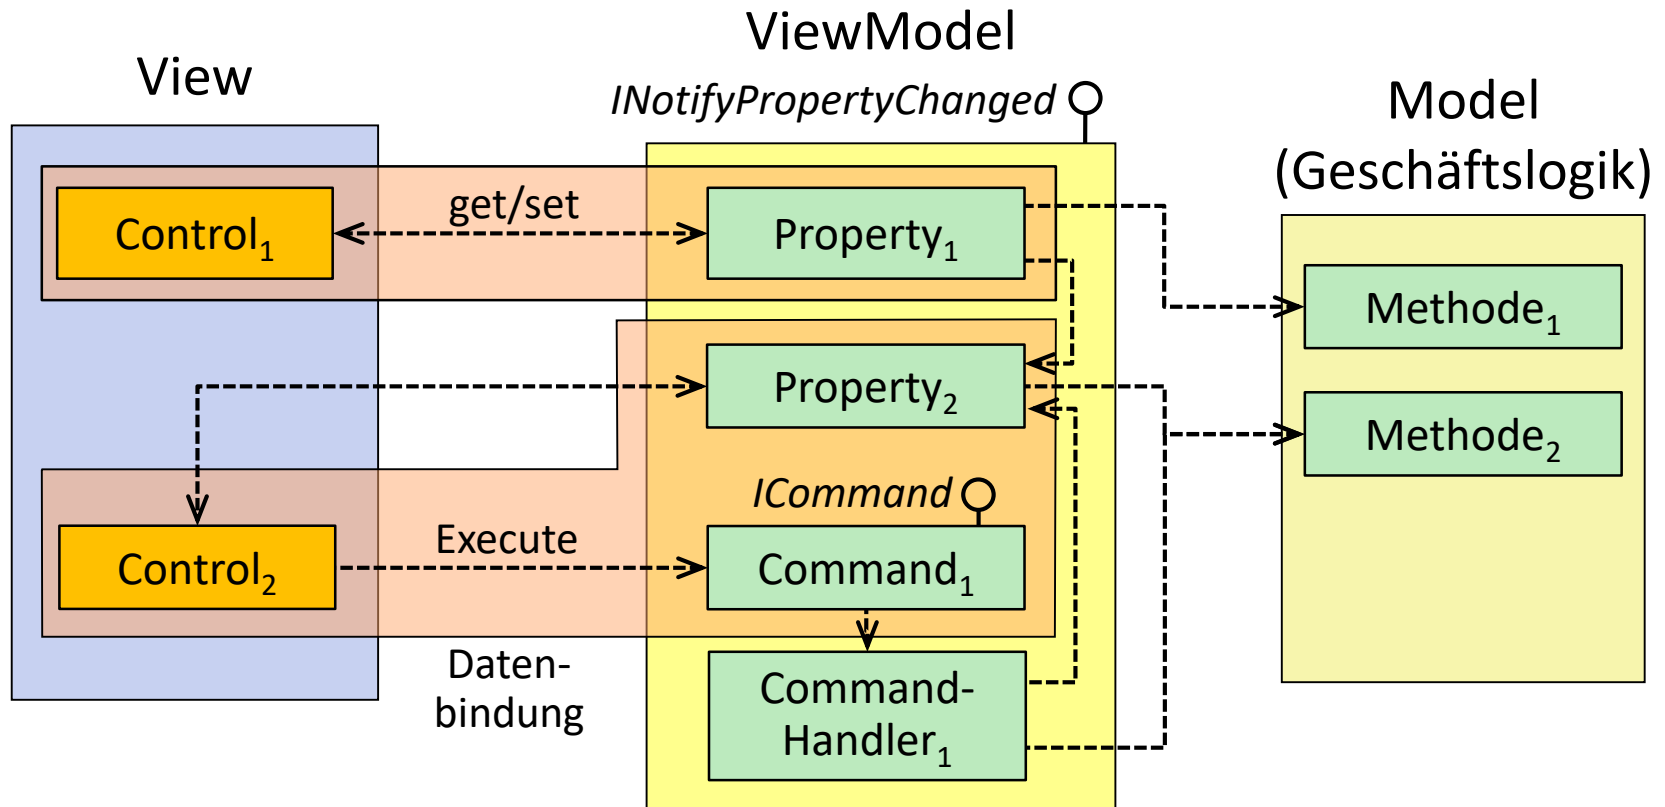 View
ViewModel
INotifyPropertyChanged
Model
(Geschäftslogik)
Control₁
get/set
Property₁
Methode₁
Property₂
Methode₂
ICommand
Control₂
Execute
Command₁
Daten-
bindung
Command-
Handler₁